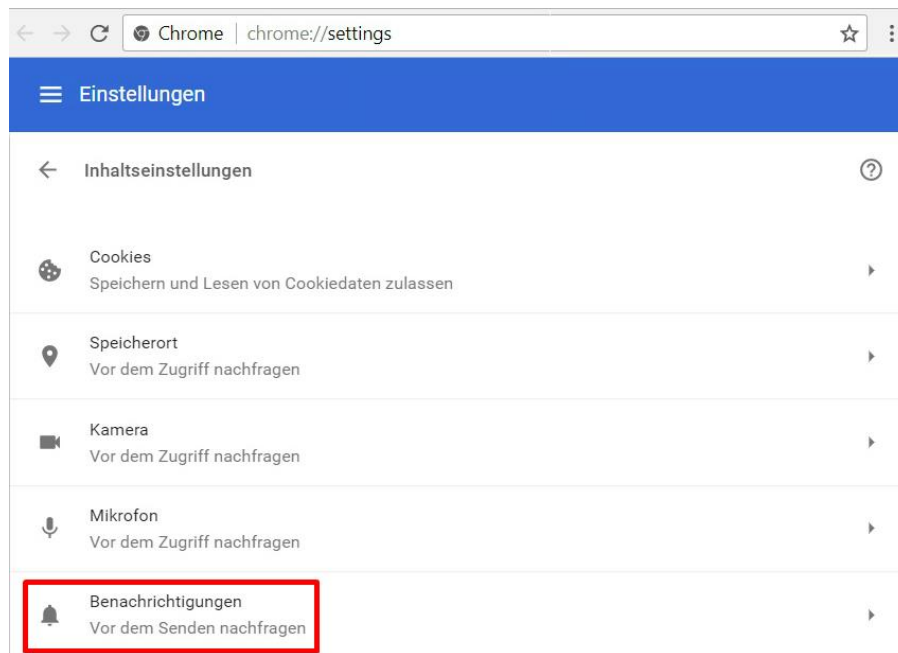 Chrome | chrome://settings
Einstellungen
Inhaltseinstellungen
Cookies
Speichern und Lesen von Cookiedaten zulassen
Speicherort
Vor dem Zugriff nachfragen
Kamera
Vor dem Zugriff nachfragen
Mikrofon
Vor dem Zugriff nachfragen
Benachrichtigungen
Vor dem Senden nachfragen